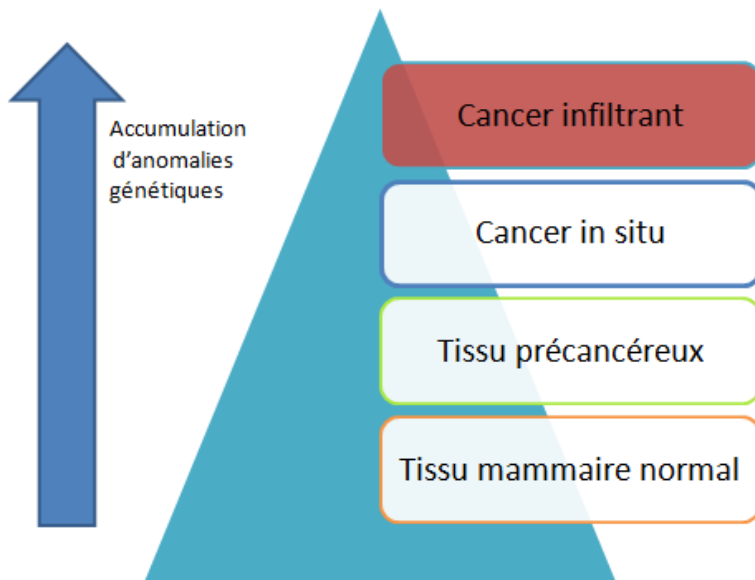 Cancer infiltrant
Accumulation
d'anomalies
génétiques
Cancer in situ
Tissu précancéreux
Tissu mammaire normal